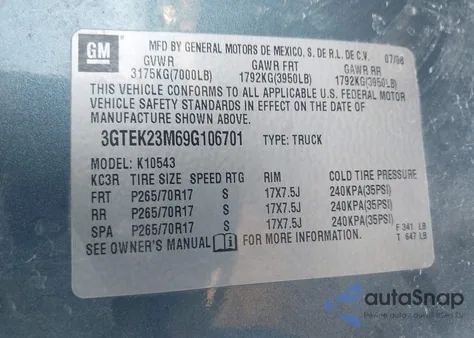 GM
MFD BY GENERAL MOTORS DE MEXICO, S. DE R.L. DE C.V. 07/08
GVWR GAWR FRT GAWR RR
3175KG(7000LB) 1792KG(3950LB) 1792KG(3950LB)
THIS VEHICLE CONFORMS TO ALL APPLICABLE U.S. FEDERAL MOTOR
VEHICLE SAFETY STANDARDS IN EFFECT ON THE DATE OF
MANUFACTURE SHOWN ABOVE.
3GTEK23M69G106701 TYPE: TRUCK
MODEL: K10543
KC3R TIRE SIZE SPEED RTG RIM COLD TIRE PRESSURE
FRT P265/70R17 S 17X7.5J 240KPA(35PSI)
RR P265/70R17 S 17X7.5J 240KPA(35PSI)
SPA P265/70R17 S 17X7.5J 240KPA(35PSI)
SEE OWNER'S MANUAL i FOR MORE INFORMATION.
F 341 LB
T 647 LB
autoSnap